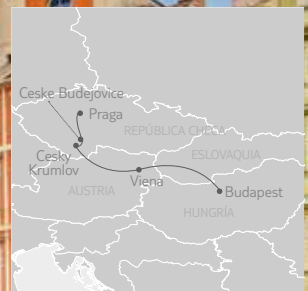 Ceske Budejovice
Praga
REPÚBLICA CHECA
Cesky
Krumlov
ESLOVAQUIA
Viena
AUSTRIA
Budapest
HUNGRÍA